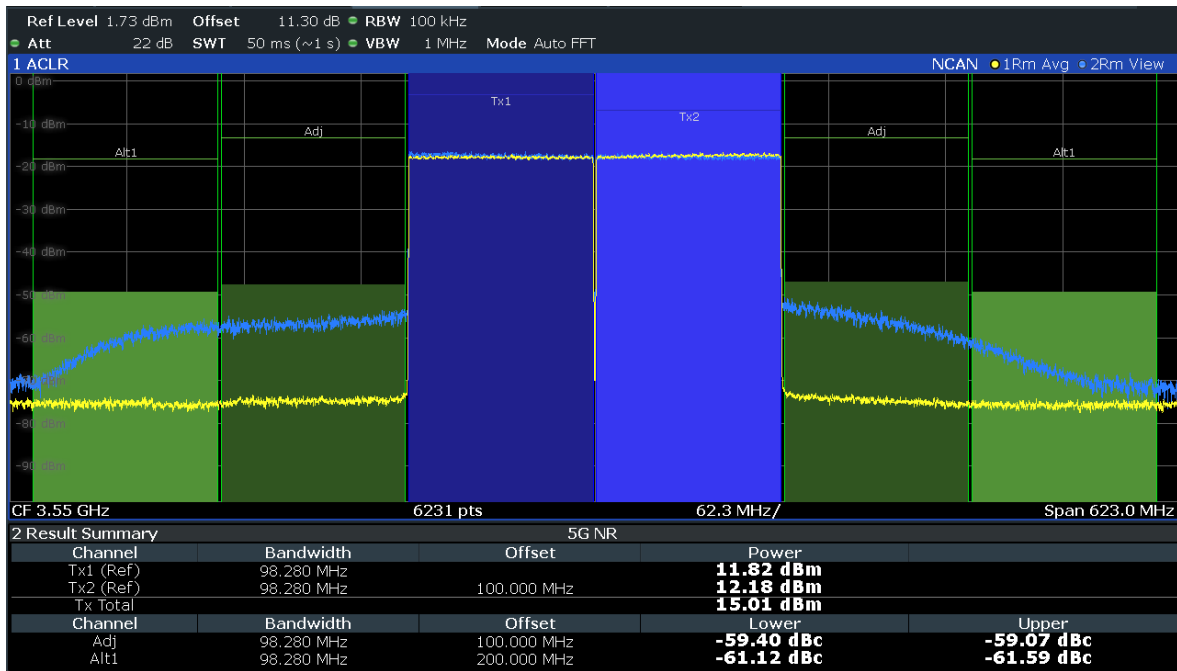 Ref Level 1.73 dBm Offset 11.30 dB RBW 100 kHz
Att 22 dB SWT 50 ms (~1 s) VBW 1 MHz Mode Auto FFT
1 ACLR NCAN 1Rm Avg 2Rm View
0 dBm
Tx1
Tx2
-10 dBm
Adj
Adj
Alt1
Alt1
-20 dBm
-30 dBm
-40 dBm
-50 dBm
-60 dBm
-70 dBm
-80 dBm
-90 dBm
CF 3.55 GHz 6231 pts 62.3 MHz/ Span 623.0 MHz
2 Result Summary 5G NR
Channel Bandwidth Offset Power
Tx1 (Ref) 98.280 MHz 11.82 dBm
Tx2 (Ref) 98.280 MHz 100.000 MHz 12.18 dBm
Tx Total 15.01 dBm
Channel Bandwidth Offset Lower Upper
Adj 98.280 MHz 100.000 MHz -59.40 dBc -59.07 dBc
Alt1 98.280 MHz 200.000 MHz -61.12 dBc -61.59 dBc